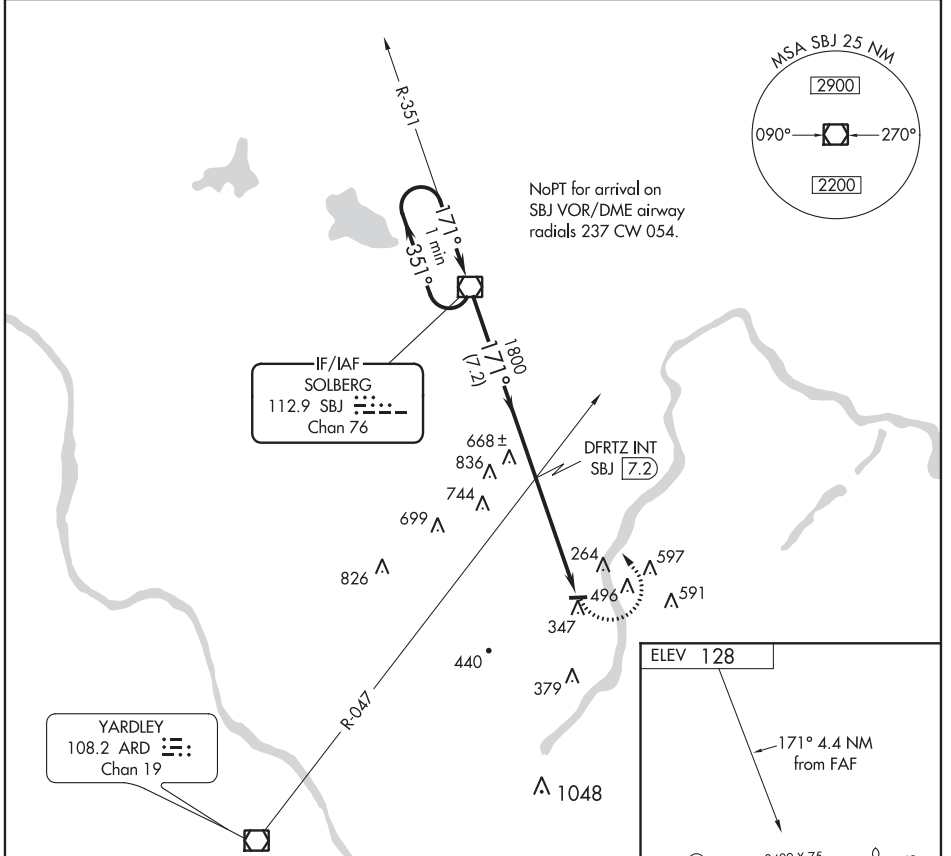 MSA SBJ 25 NM
2900
090°
270°
2200
R-351
NoPT for arrival on
SBJ VOR/DME airway
radials 237 CW 054.
171°
1 min
351°
IF/IAF
SOLBERG
112.9 SBJ
Chan 76
1800
171°
(7.2)
DFRTZ INT
SBJ 7.2
668±
836
744
699
826
264
597
496
591
347
440
379
R-047
1048
YARDLEY
108.2 ARD
Chan 19
ELEV 128
171° 4.4 NM
from FAF